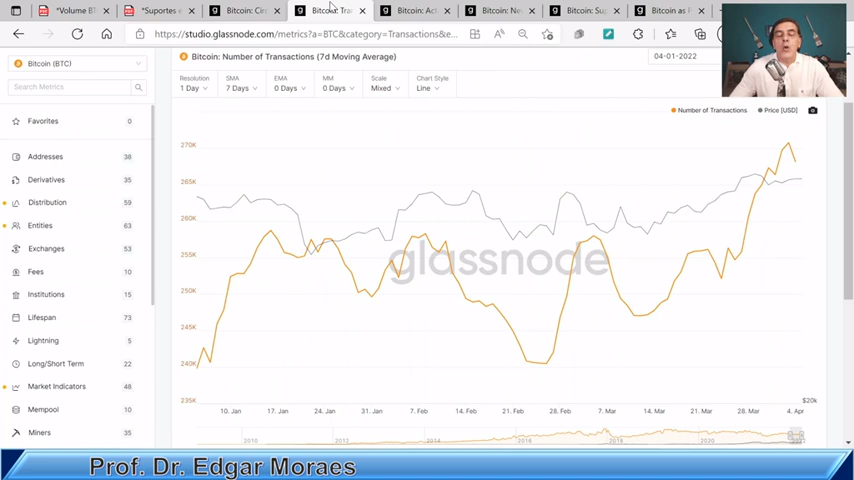 *Volume BT
*Suportes e
Bitcoin: Circ
Bitcoin: Tra
Bitcoin: Act
Bitcoin: Ne
Bitcoin: Sup
Bitcoin as P
https://studio.glassnode.com/metrics?a=BTC&category=Transactions&e...
Bitcoin (BTC)
Bitcoin: Number of Transactions (7d Moving Average)
04-01-2022
Search Metrics
Resolution
1 Day
SMA
7 Days
EMA
0 Days
MM
0 Days
Scale
Mixed
Chart Style
Line
Favorites 0
Addresses 38
Derivatives 35
Distribution 59
Entities 63
Exchanges 53
Fees 10
Institutions 15
Lifespan 73
Lightning 5
Long/Short Term 22
Market Indicators 48
Mempool 10
Miners 35
Number of Transactions
Price [USD]
270K
265K
260K
255K
250K
245K
240K
235K
$20k
glassnode
10. Jan
17. Jan
24. Jan
31. Jan
7. Feb
14. Feb
21. Feb
28. Feb
7. Mar
14. Mar
21. Mar
28. Mar
4. Apr
2010
2012
2014
2016
2018
2020
Prof. Dr. Edgar Moraes